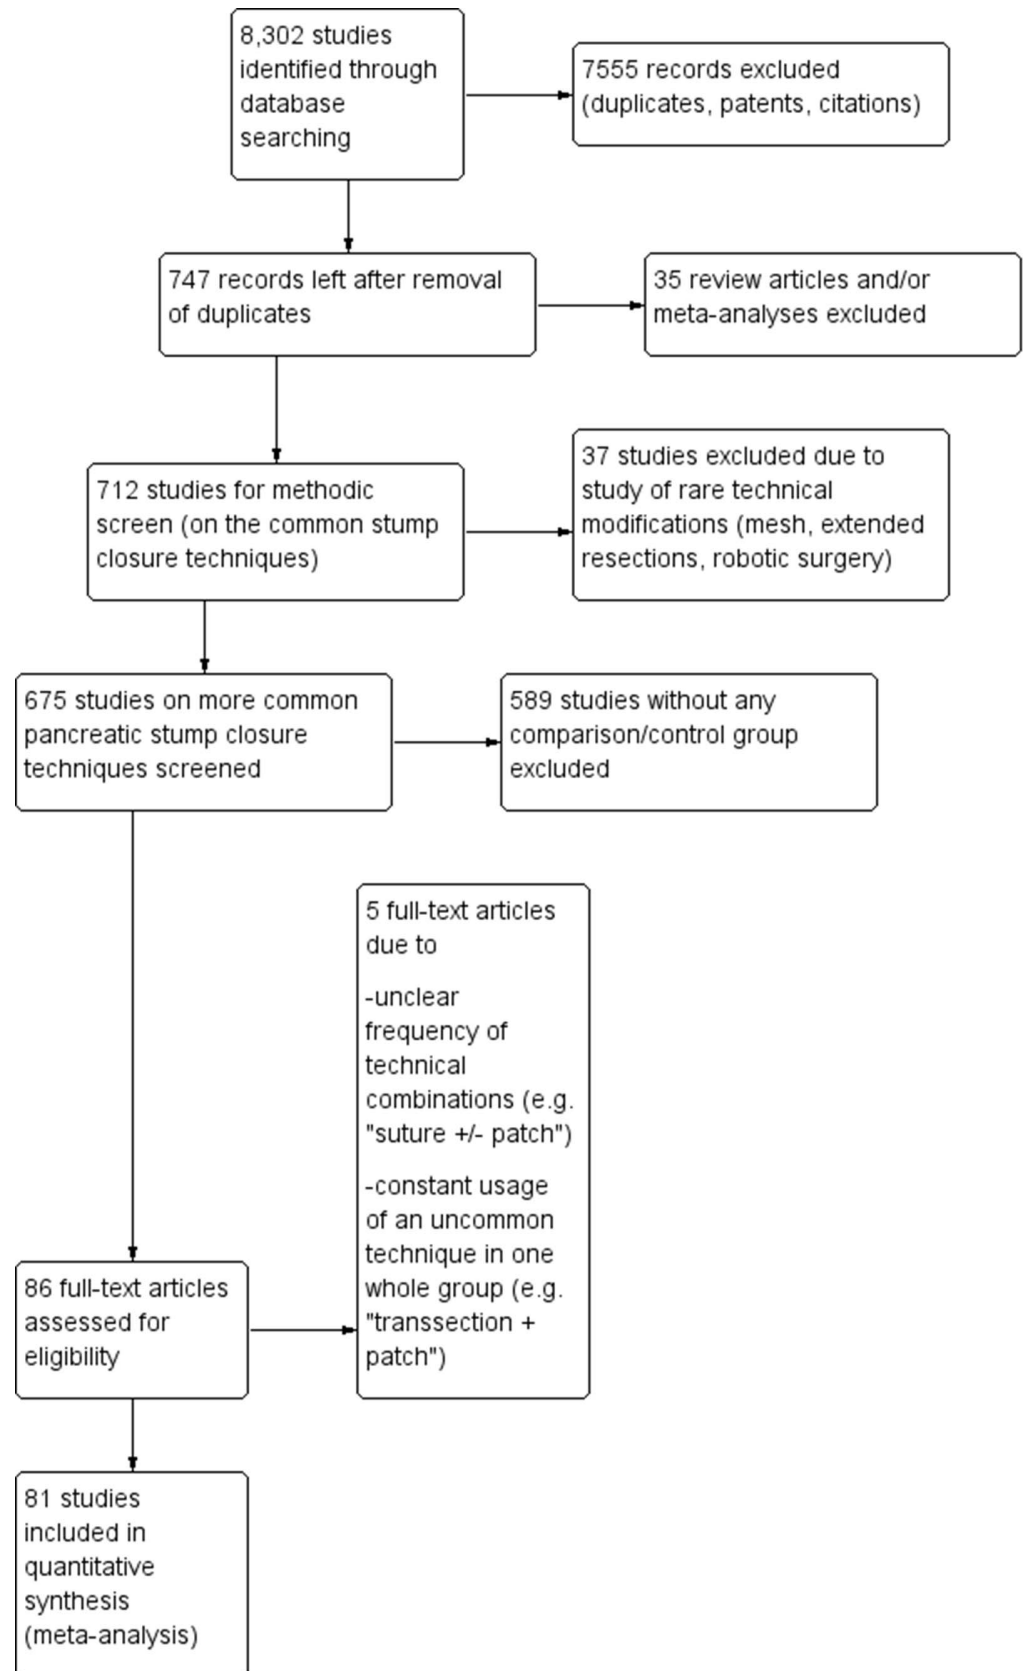 8,302 studies
identified through
database
searching
7555 records excluded
(duplicates, patents, citations)
747 records left after removal
of duplicates
35 review articles and/or
meta-analyses excluded
712 studies for methodic
screen (on the common stump
closure techniques)
37 studies excluded due to
study of rare technical
modifications (mesh, extended
resections, robotic surgery)
675 studies on more common
pancreatic stump closure
techniques screened
589 studies without any
comparison/control group
excluded
5 full-text articles
due to
-unclear
frequency of
technical
combinations (e.g.
"suture +/- patch")
-constant usage
of an uncommon
technique in one
whole group (e.g.
"transsection +
patch")
86 full-text articles
assessed for
eligibility
81 studies
included in
quantitative
synthesis
(meta-analysis)